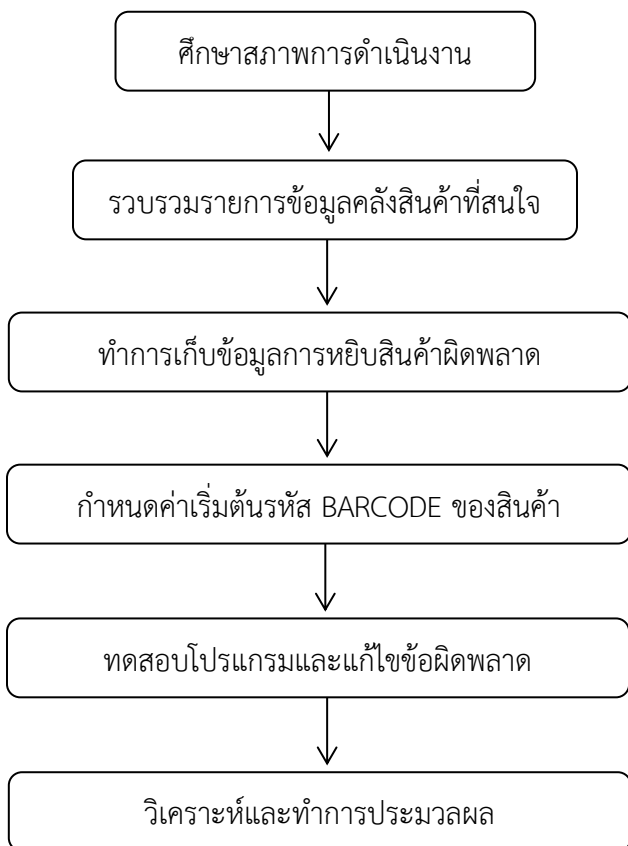 ศึกษาสภาพการดำเนินงาน
รวบรวมรายการข้อมูลคลังสินค้าที่สนใจ
ทำการเก็บข้อมูลการหยิบสินค้าผิดพลาด
กำหนดค่าเริ่มต้นรหัส BARCODE ของสินค้า
ทดสอบโปรแกรมและแก้ไขข้อผิดพลาด
วิเคราะห์และทำการประมวลผล